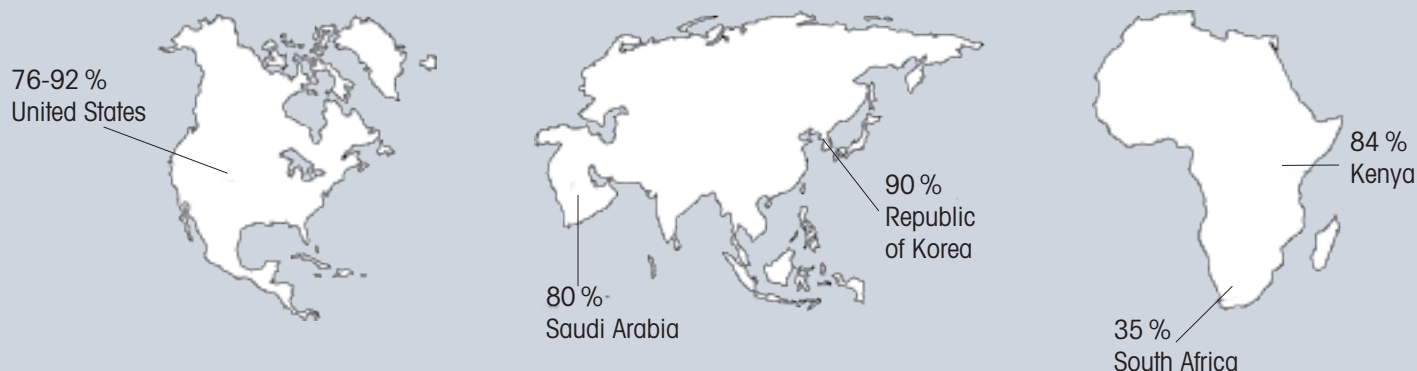 76-92 %
United States
80 %
Saudi Arabia
90 %
Republic
of Korea
84 %
Kenya
35 %
South Africa